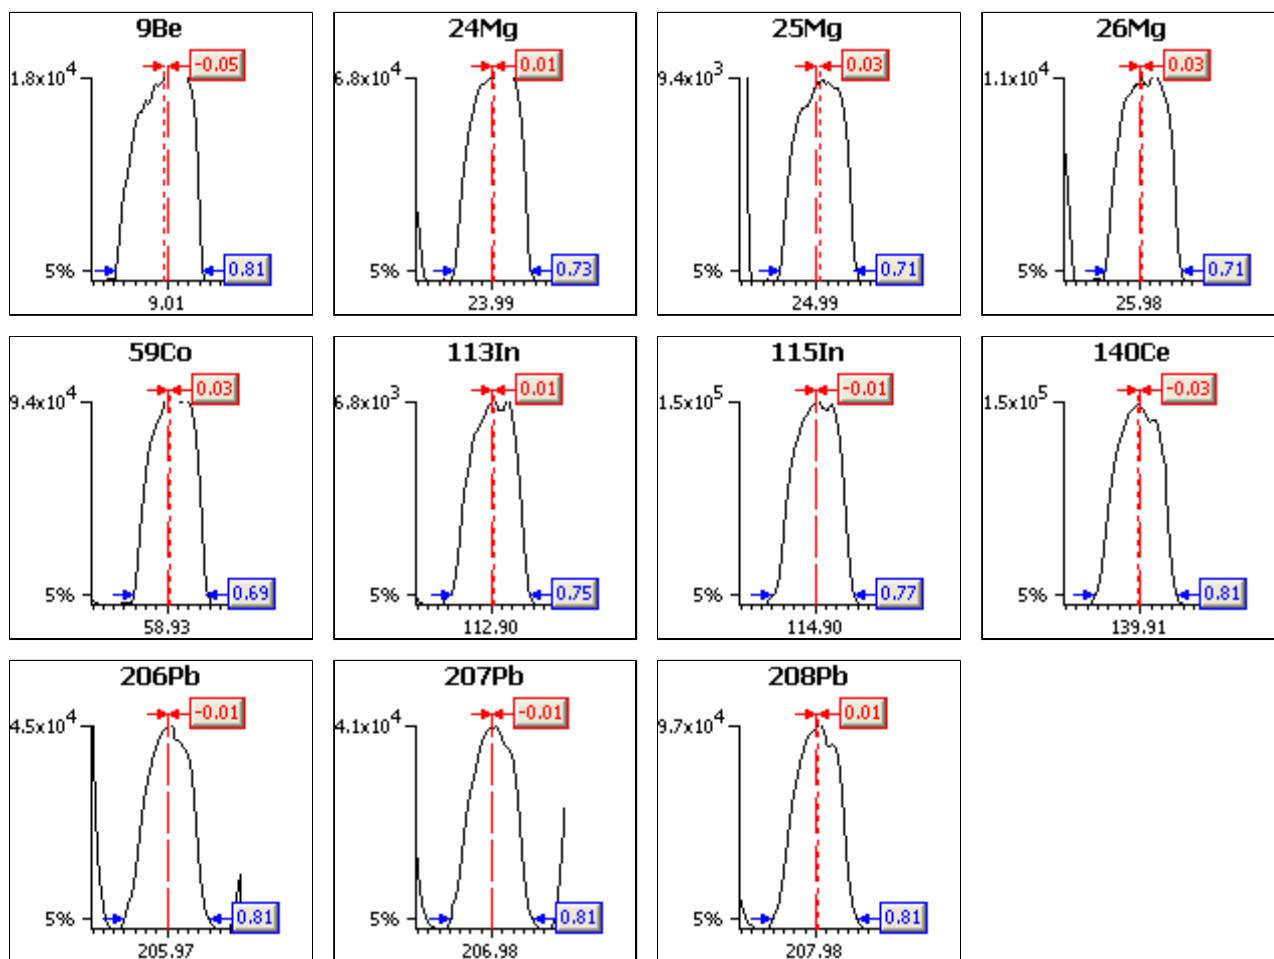 9Be
-0.05
1.8x10^4
5%
0.81
9.01
24Mg
0.01
6.8x10^4
5%
0.73
23.99
25Mg
0.03
9.4x10^3
5%
0.71
24.99
26Mg
0.03
1.1x10^4
5%
0.71
25.98
59Co
0.03
9.4x10^4
5%
0.69
58.93
113In
0.01
6.8x10^3
5%
0.75
112.90
115In
-0.01
1.5x10^5
5%
0.77
114.90
140Ce
-0.03
1.5x10^5
5%
0.81
139.91
206Pb
-0.01
4.5x10^4
5%
0.81
205.97
207Pb
-0.01
4.1x10^4
5%
0.81
206.98
208Pb
0.01
9.7x10^4
5%
0.81
207.98